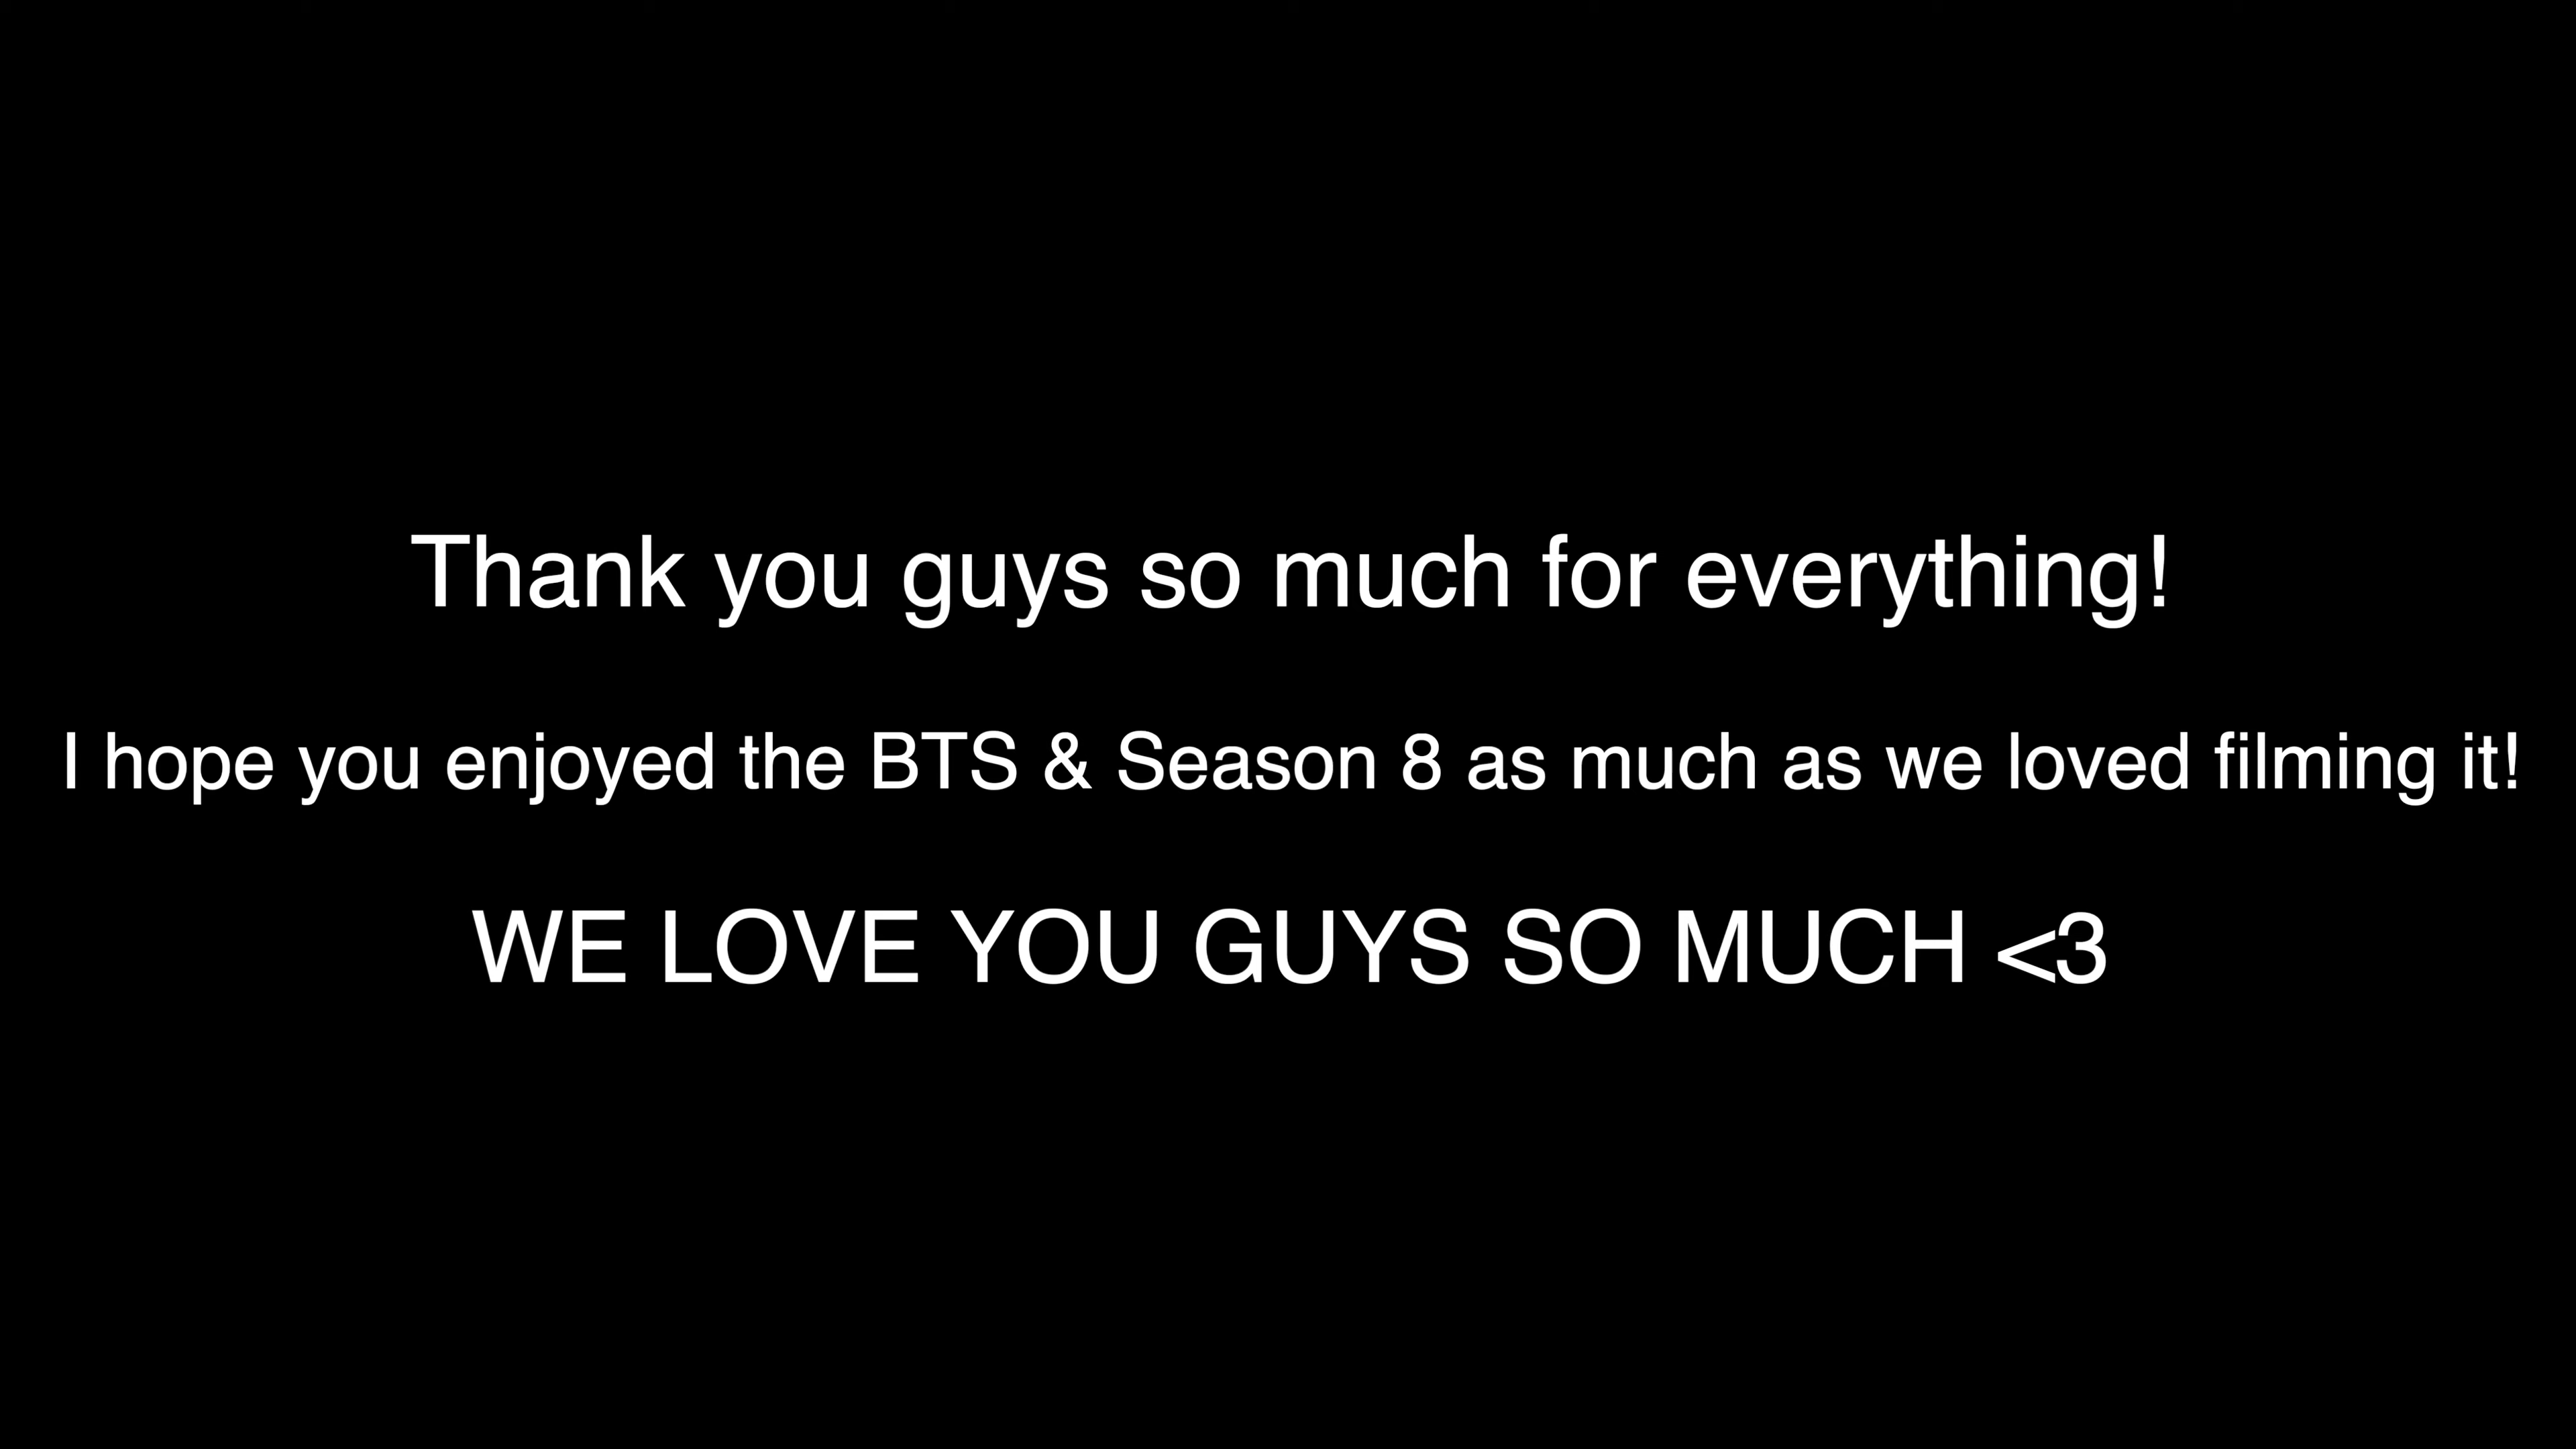 Thank you guys so much for everything!
I hope you enjoyed the BTS & Season 8 as much as we loved filming it!
WE LOVE YOU GUYS SO MUCH <3